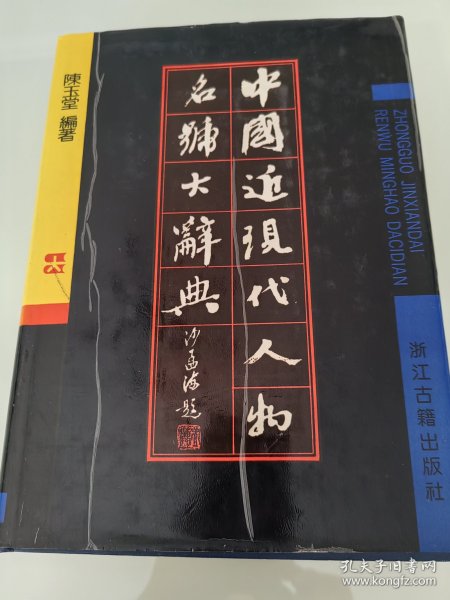 中國近現代人物
名號大辭典
沙孟海題
陳玉堂 編著
ZHONGGUO JINXIANDAI
RENWU MINGHAO DACIDIAN
浙江古籍出版社
孔夫子旧书网
www.kongfz.com